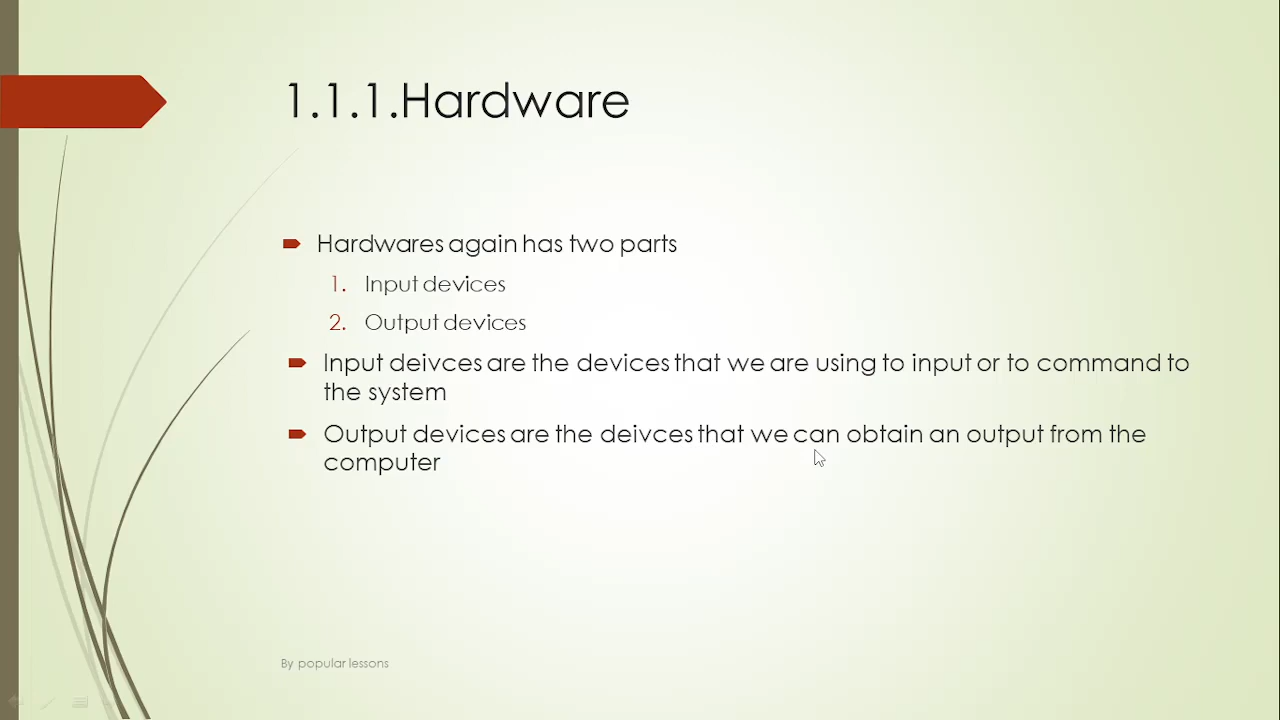 1.1.1.Hardware
Hardwares again has two parts
1. Input devices
2. Output devices
Input deivces are the devices that we are using to input or to command to
the system
Output devices are the deivces that we can obtain an output from the
computer
By popular lessons